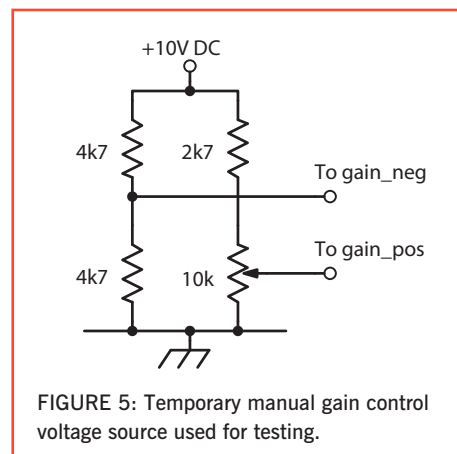 +10V DC
4k7
2k7
To gain_neg
4k7
10k
To gain_pos
FIGURE 5: Temporary manual gain control
voltage source used for testing.